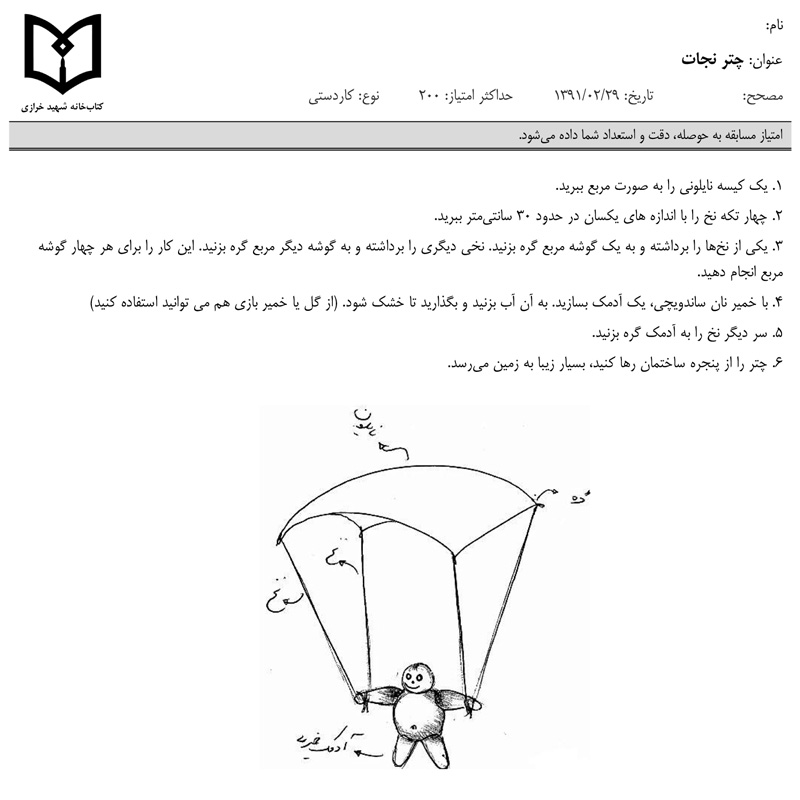 نام:
عنوان: چتر نجات
مصحح:
تاریخ: ۱۳۹۱/۰۲/۲۹
حداکثر امتیاز: ۲۰۰
نوع: کاردستی
کتاب‌خانه شهید خرازی
امتیاز مسابقه به حوصله، دقت و استعداد شما داده می‌شود.
۱. یک کیسه نایلونی را به صورت مربع ببرید.
۲. چهار تکه نخ را با اندازه های یکسان در حدود ۳۰ سانتی‌متر ببرید.
۳. یکی از نخ‌ها را برداشته و به یک گوشه مربع گره بزنید. نخی دیگری را برداشته و به گوشه دیگر مربع گره بزنید. این کار را برای هر چهار گوشه
مربع انجام دهید.
۴. با خمیر نان ساندویچی، یک آدمک بسازید. به آن آب بزنید و بگذارید تا خشک شود. (از گل یا خمیر بازی هم می توانید استفاده کنید)
۵. سر دیگر نخ را به آدمک گره بزنید.
۶. چتر را از پنجره ساختمان رها کنید، بسیار زیبا به زمین می‌رسد.
نایلون
گره
نخ
نخ
آدمک خمیری